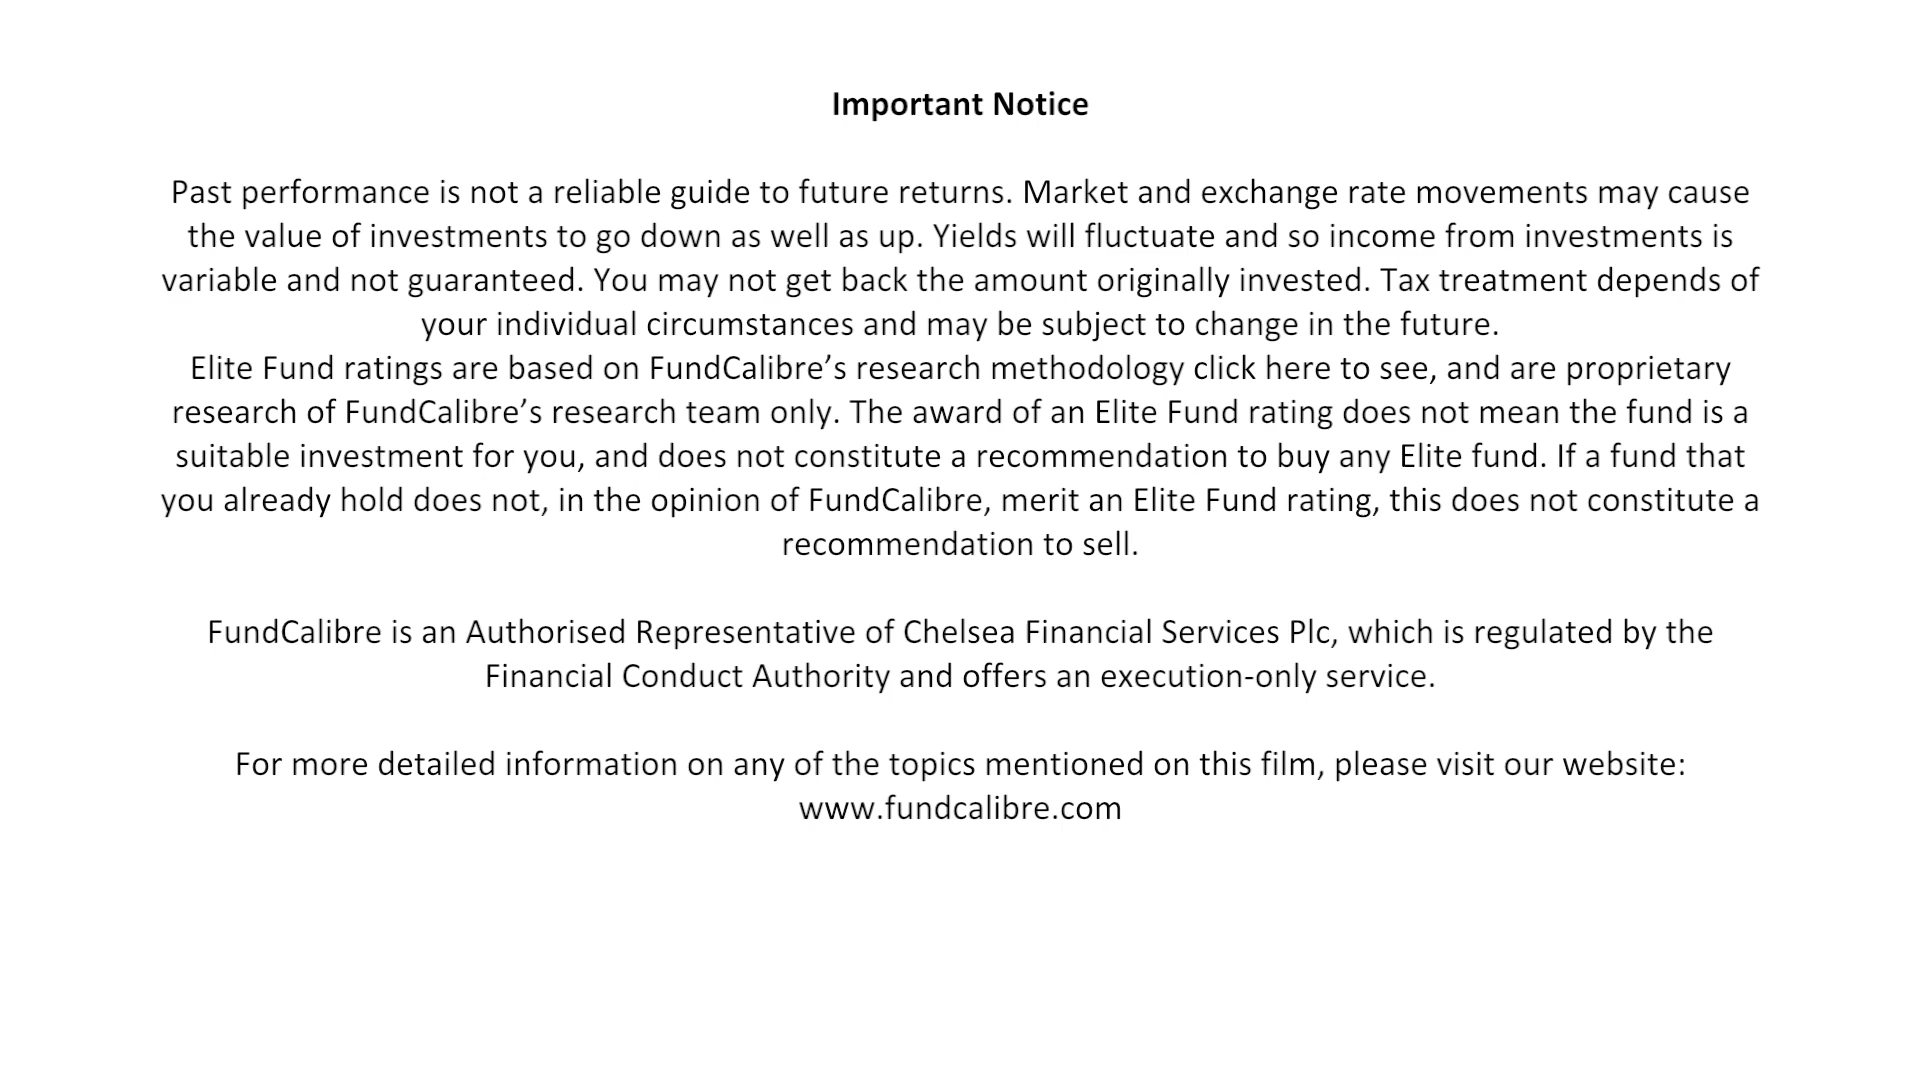 Important Notice
Past performance is not a reliable guide to future returns. Market and exchange rate movements may cause
the value of investments to go down as well as up. Yields will fluctuate and so income from investments is
variable and not guaranteed. You may not get back the amount originally invested. Tax treatment depends of
your individual circumstances and may be subject to change in the future.
Elite Fund ratings are based on FundCalibre’s research methodology click here to see, and are proprietary
research of FundCalibre’s research team only. The award of an Elite Fund rating does not mean the fund is a
suitable investment for you, and does not constitute a recommendation to buy any Elite fund. If a fund that
you already hold does not, in the opinion of FundCalibre, merit an Elite Fund rating, this does not constitute a
recommendation to sell.
FundCalibre is an Authorised Representative of Chelsea Financial Services Plc, which is regulated by the
Financial Conduct Authority and offers an execution-only service.
For more detailed information on any of the topics mentioned on this film, please visit our website:
www.fundcalibre.com